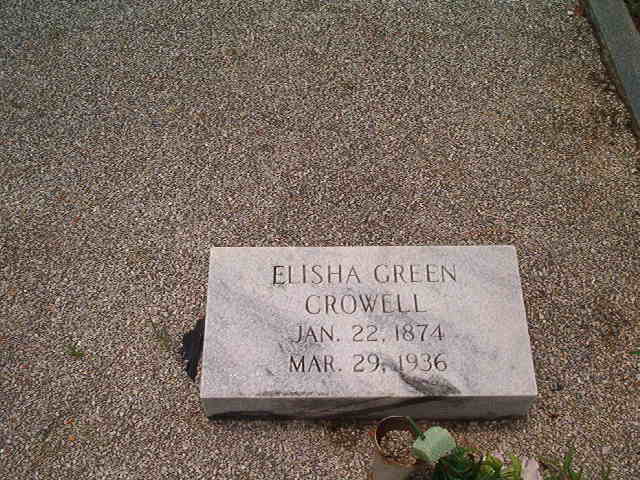 ELISHA GREEN
CROWELL
JAN. 22, 1874
MAR. 29, 1936